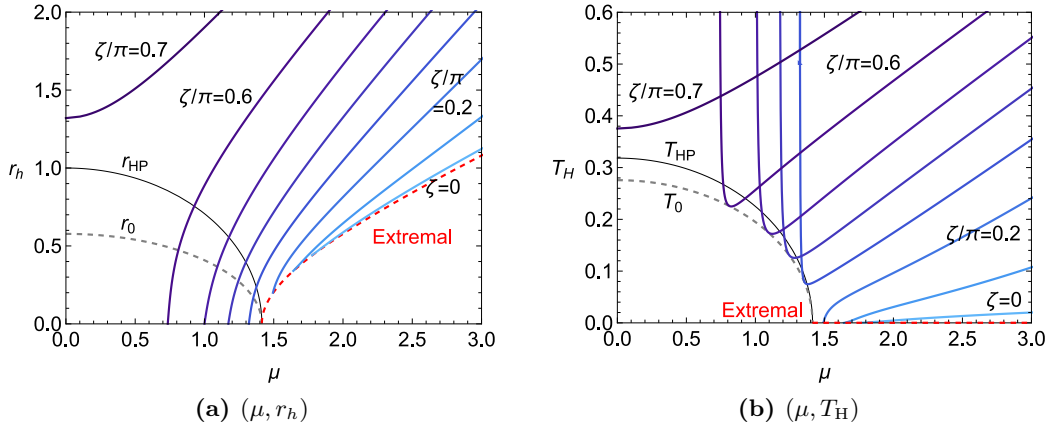 2.0
1.5
r_h 1.0
0.5
0.0
0.0 0.5 1.0 1.5 2.0 2.5 3.0
μ
ζ/π=0.7
ζ/π=0.6
ζ/π
=0.2
r_HP
r_0
ζ=0
Extremal
(a) (μ, r_h)
0.6
0.5
0.4
T_H 0.3
0.2
0.1
0.0
0.0 0.5 1.0 1.5 2.0 2.5 3.0
μ
ζ/π=0.7
ζ/π=0.6
T_HP
T_0
ζ/π=0.2
ζ=0
Extremal
(b) (μ, T_H)